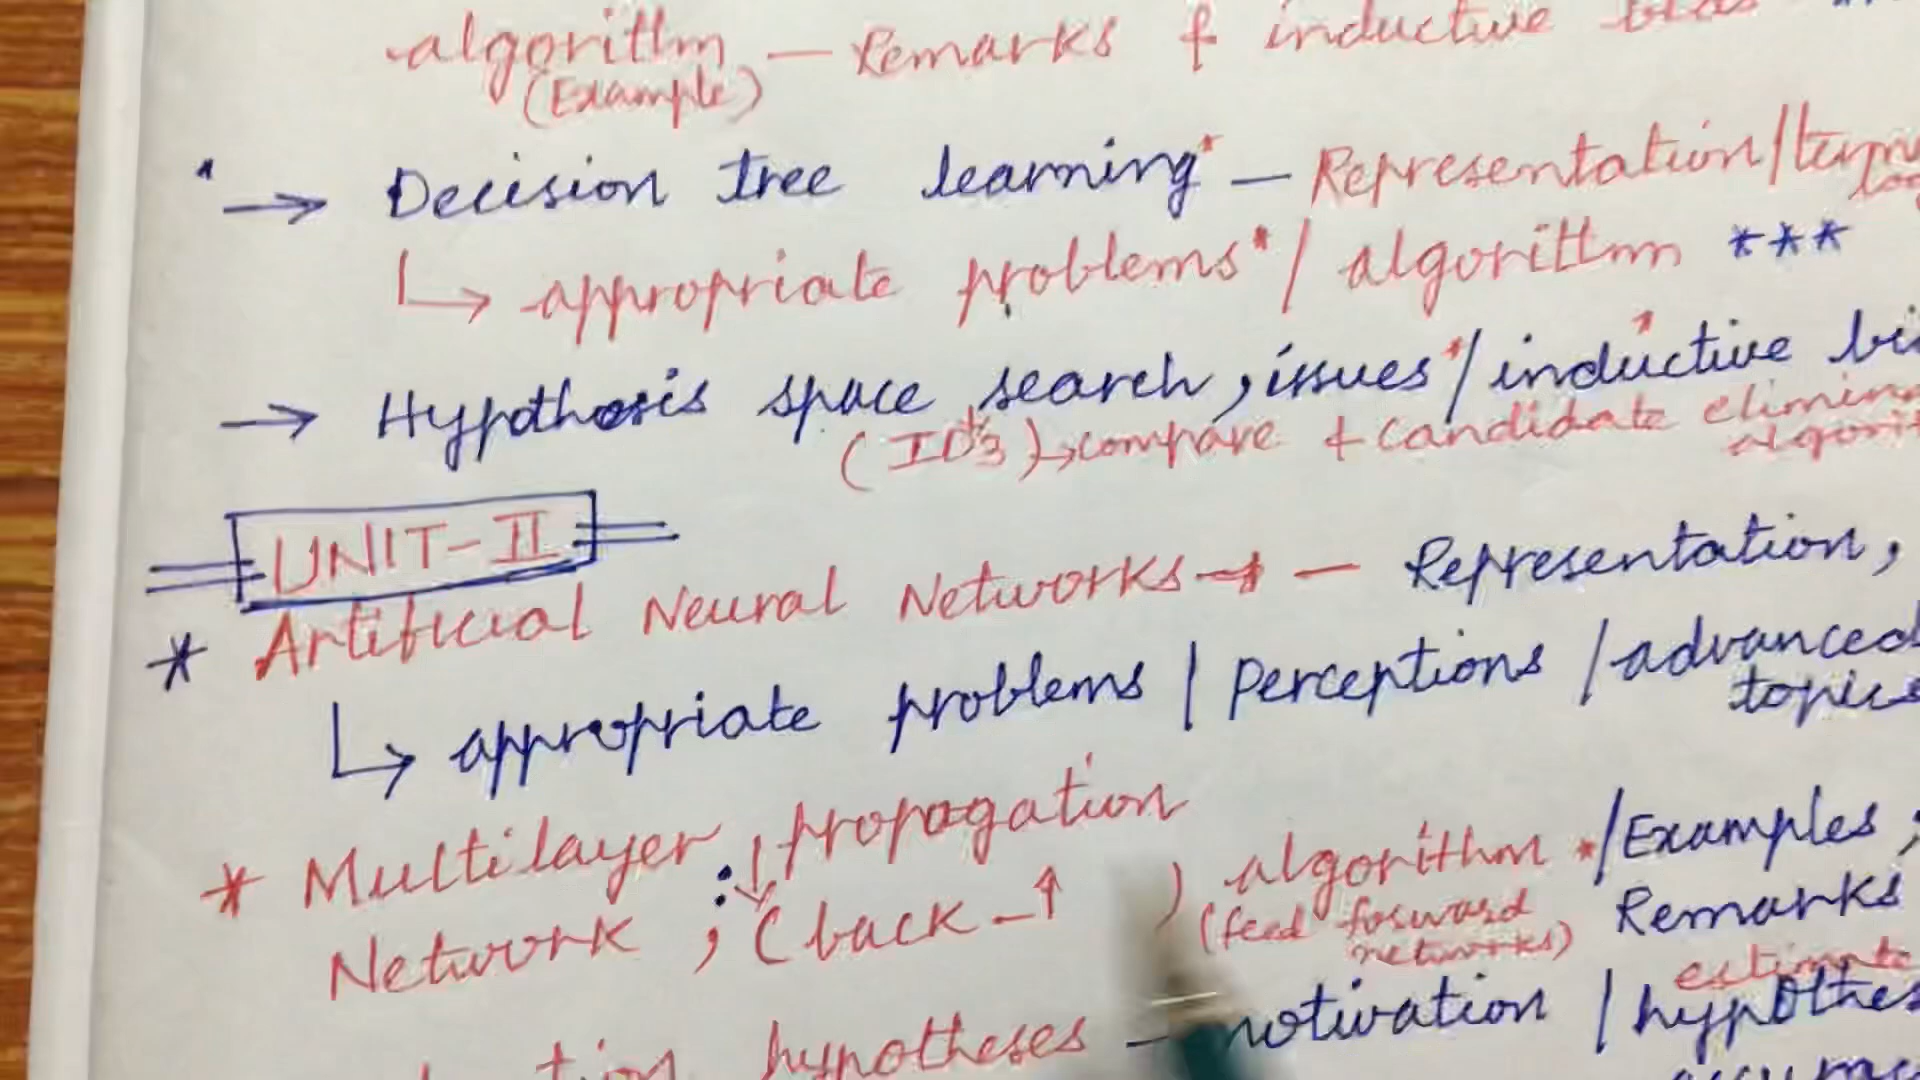 algorithm — Remarks & inductive bias
(Example)
* → Decision tree learning* — Representation/
↳ appropriate problems* / algorithm ***
→ Hypothesis space search, issues* / inductive
(ID3) ↳ compare & candidate
UNIT-II
* Artificial Neural Networks → — Representation,
↳ appropriate problems / Perceptions / advanced
topics
* Multilayer : propagation
Network ; (back - ↑ ) algorithm * / Examples ;
(feed forward networks) Remarks
hypotheses — motivation /